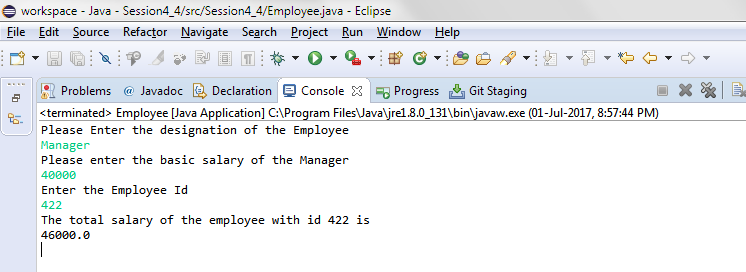 workspace - Java - Session4_4/src/Session4_4/Employee.java - Eclipse
File Edit Source Refactor Navigate Search Project Run Window Help
Problems @ Javadoc Declaration Console Progress Git Staging
<terminated> Employee [Java Application] C:\Program Files\Java\jre1.8.0_131\bin\javaw.exe (01-Jul-2017, 8:57:44 PM)
Please Enter the designation of the Employee
Manager
Please enter the basic salary of the Manager
40000
Enter the Employee Id
422
The total salary of the employee with id 422 is
46000.0